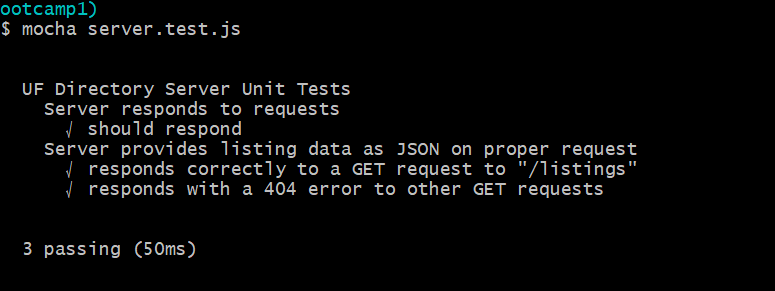 ootcamp1)
$ mocha server.test.js
UF Directory Server Unit Tests
Server responds to requests
√ should respond
Server provides listing data as JSON on proper request
√ responds correctly to a GET request to "/listings"
√ responds with a 404 error to other GET requests
3 passing (50ms)